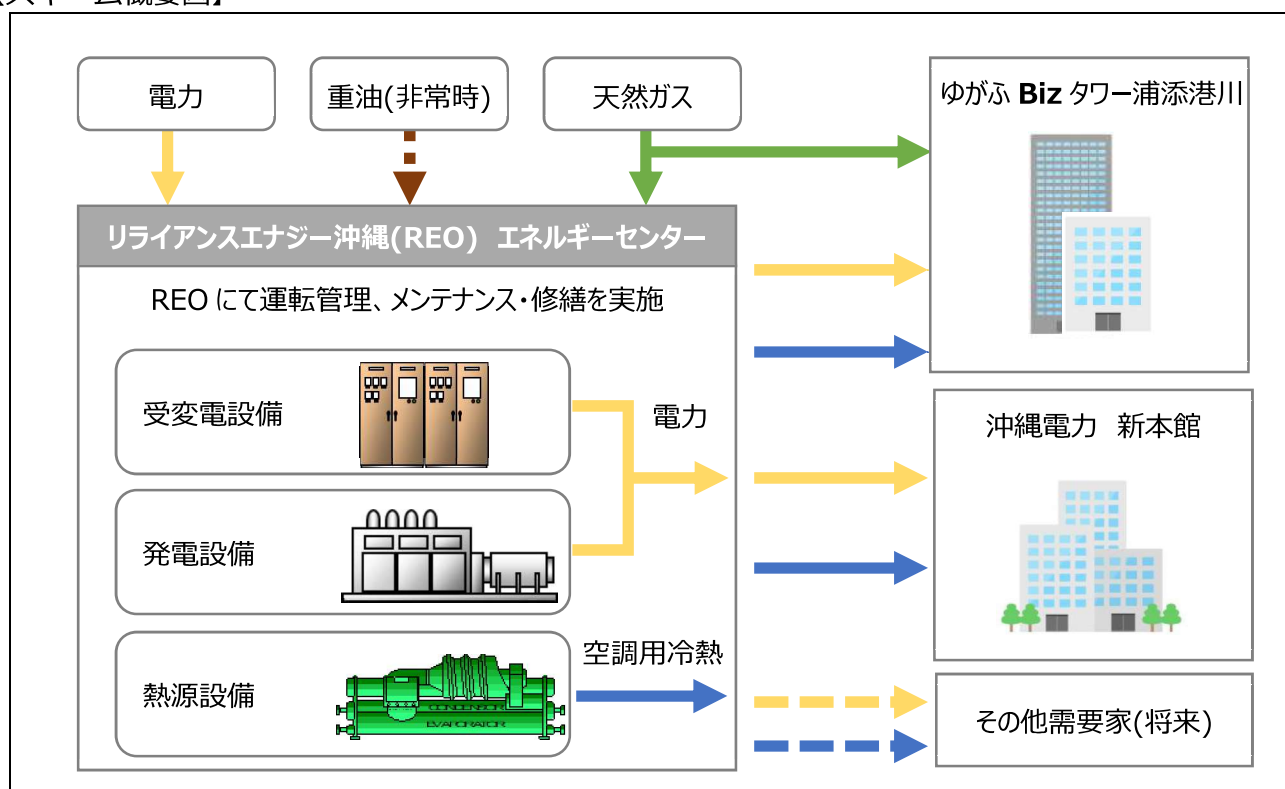 電力
重油(非常時)
天然ガス
ゆがふ Biz タワー浦添港川
リライアンスエナジー沖縄(REO) エネルギーセンター
REO にて運転管理、メンテナンス・修繕を実施
受変電設備
電力
発電設備
熱源設備
空調用冷熱
CONDENSOR
EVAPORATOR
沖縄電力 新本館
その他需要家(将来)